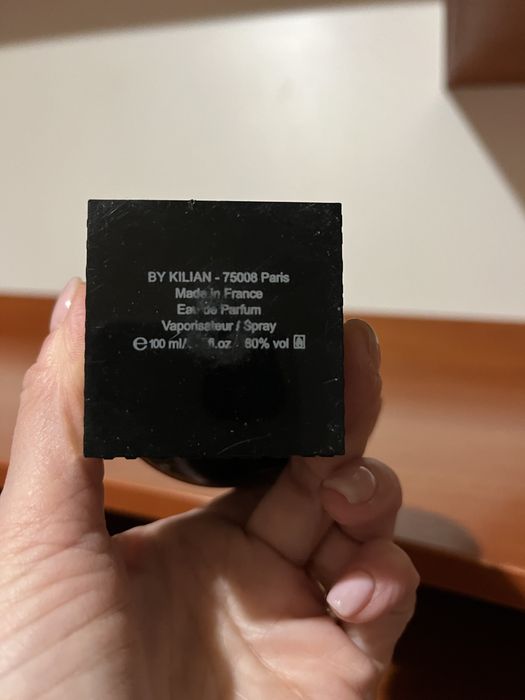 BY KILIAN - 75008 Paris
Made in France
Eau de Parfum
Vaporisateur / Spray
℮ 100 ml/ fl.oz 80% vol